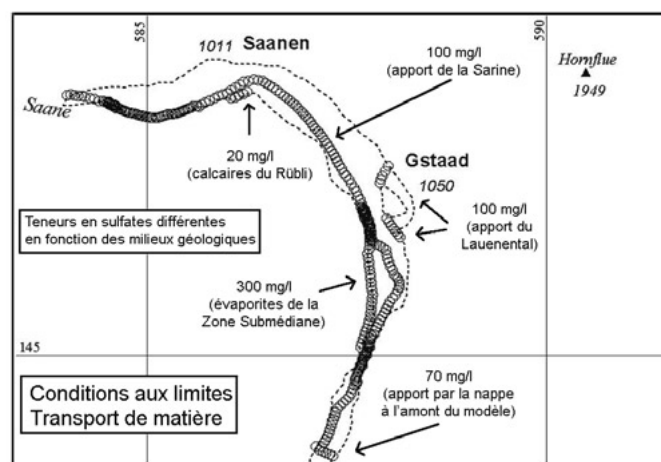 585
590
1011 Saanen
100 mg/l
(apport de la Sarine)
Hornflue
1949
Saane
20 mg/l
(calcaires du Rübli)
Gstaad
1050
100 mg/l
(apport du
Lauenental)
Teneurs en sulfates différentes
en fonction des milieux géologiques
300 mg/l
(évaporites de la
Zone Submédiane)
145
70 mg/l
(apport par la nappe
à l'amont du modèle)
Conditions aux limites
Transport de matière